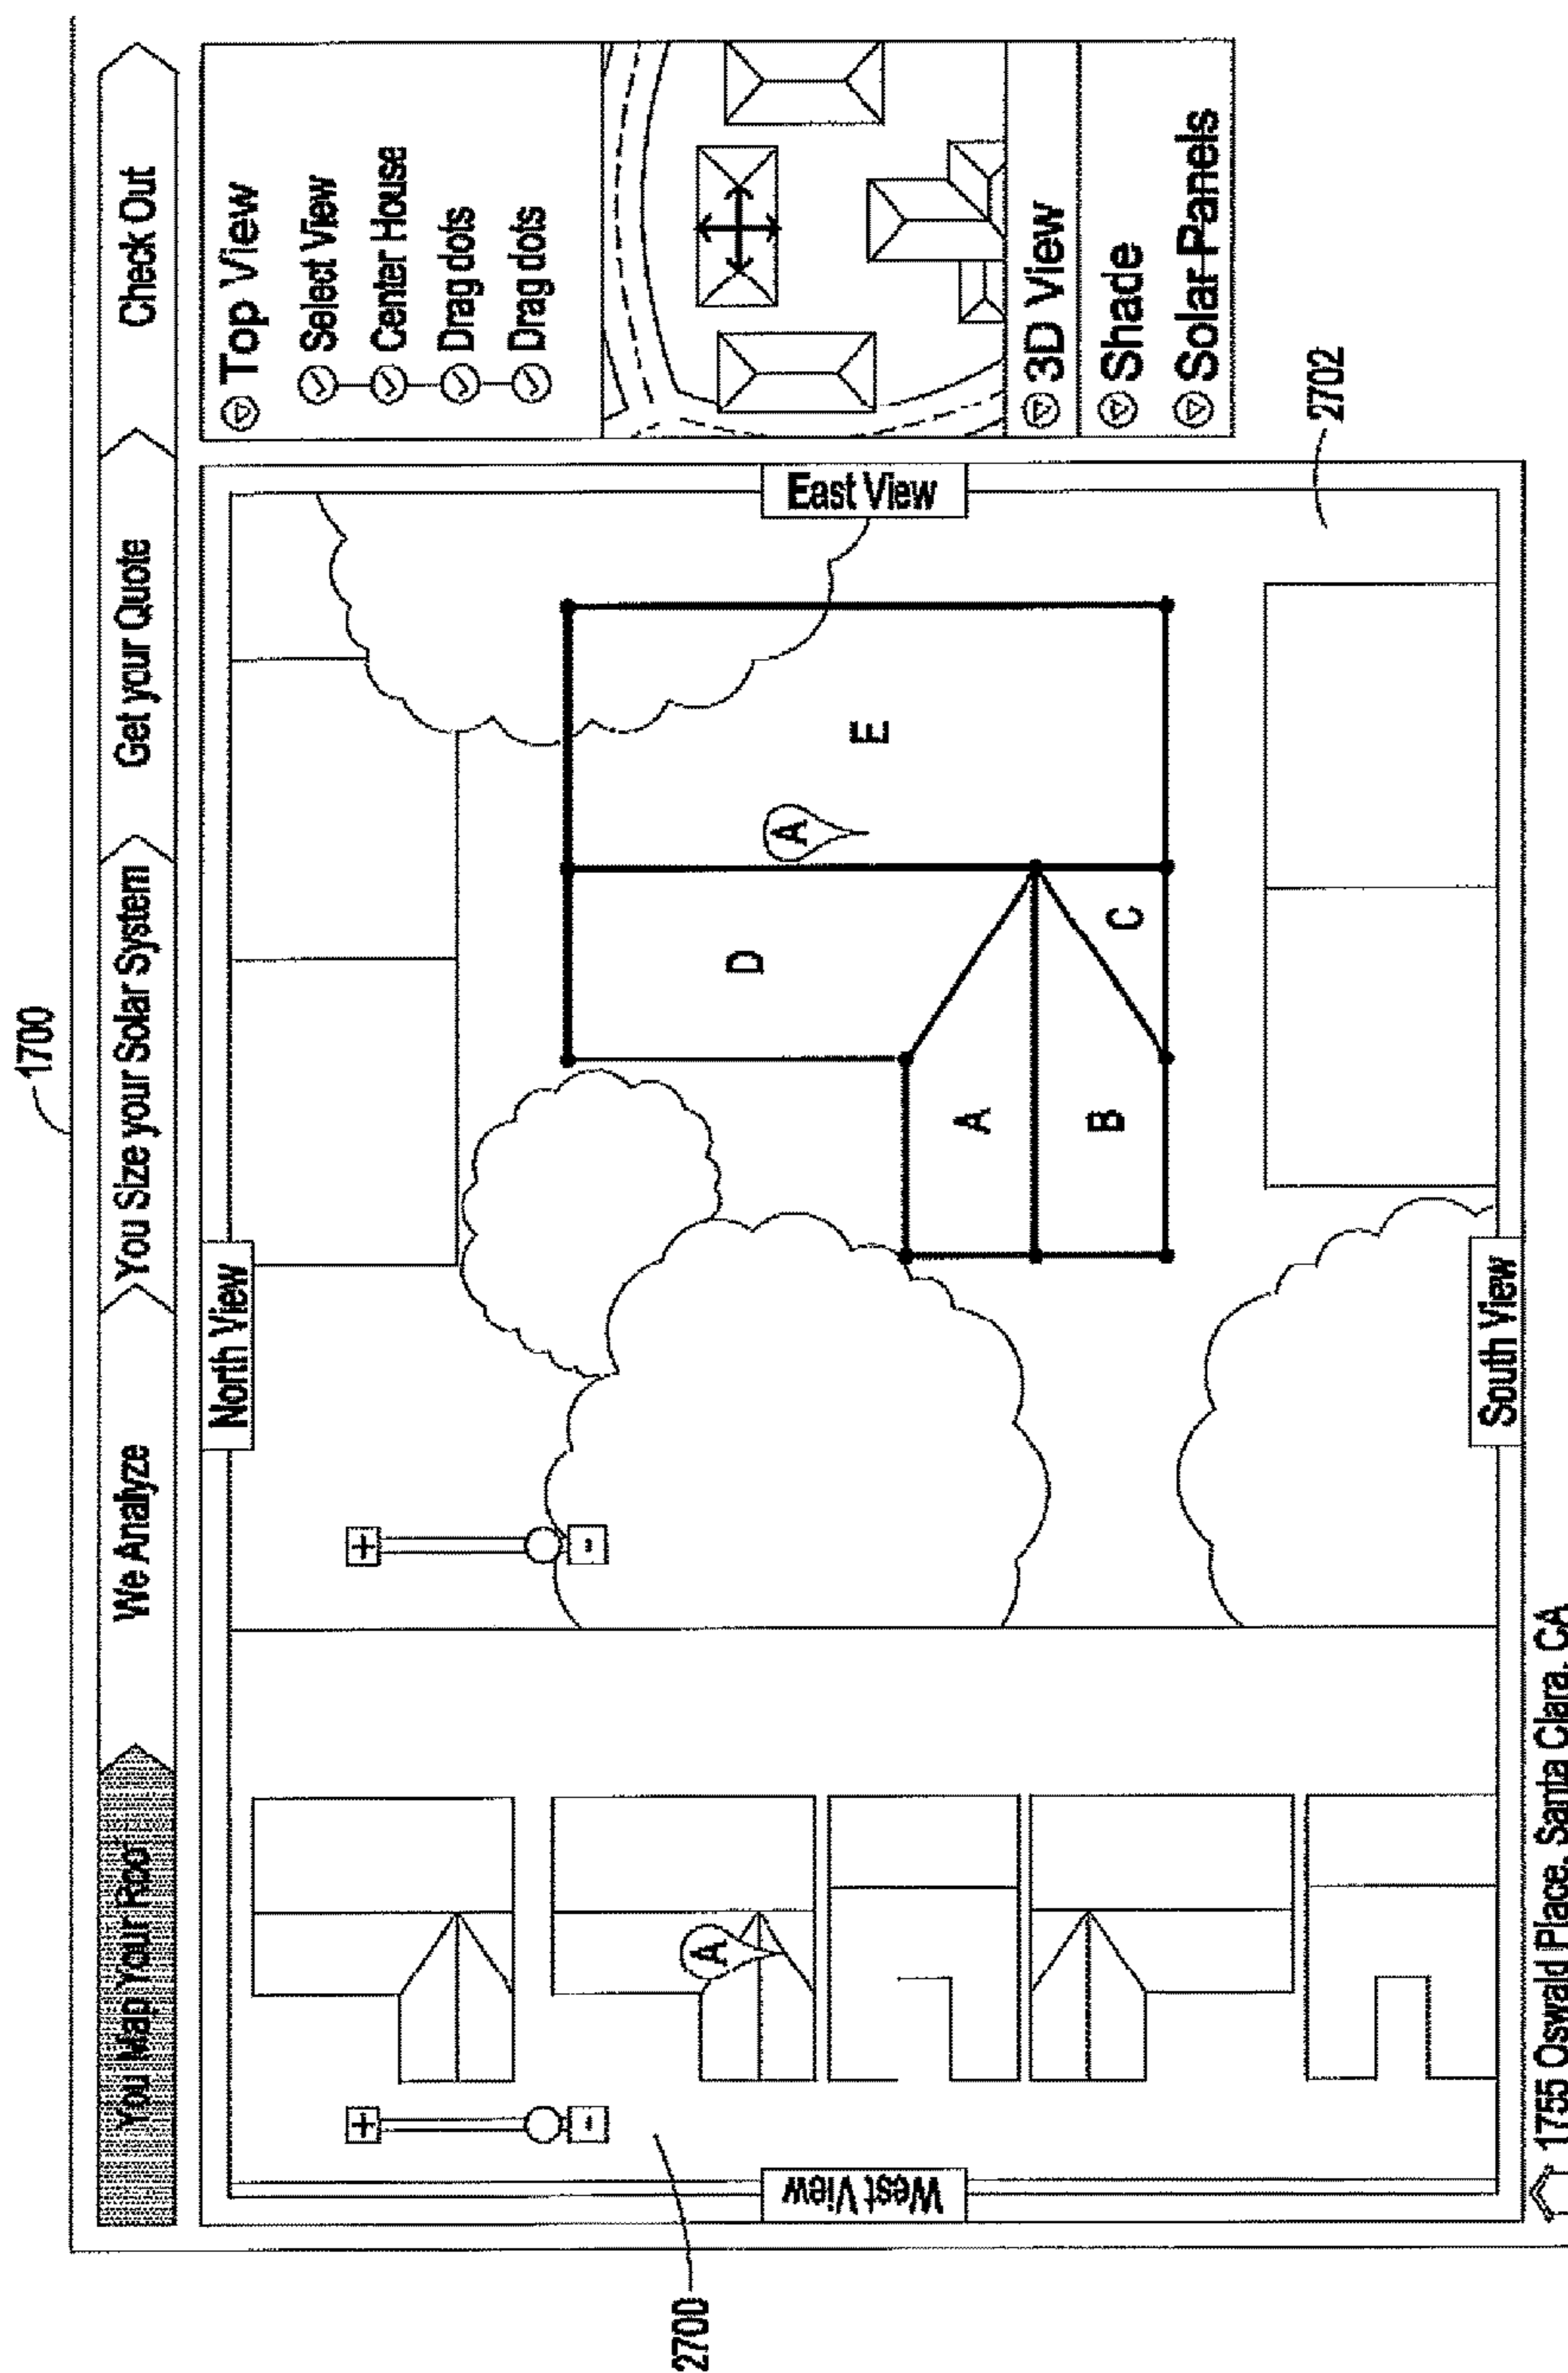 1700
You Map Your Roof
We Analyze
You Size your Solar System
Get your Quote
Check Out
North View
West View
East View
South View
+
-
+
-
A
A
D
E
A
B
C
Top View
Select View
Center House
Drag dots
Drag dots
3D View
Shade
Solar Panels
2700
2702
1755 Oswald Place, Santa Clara, CA